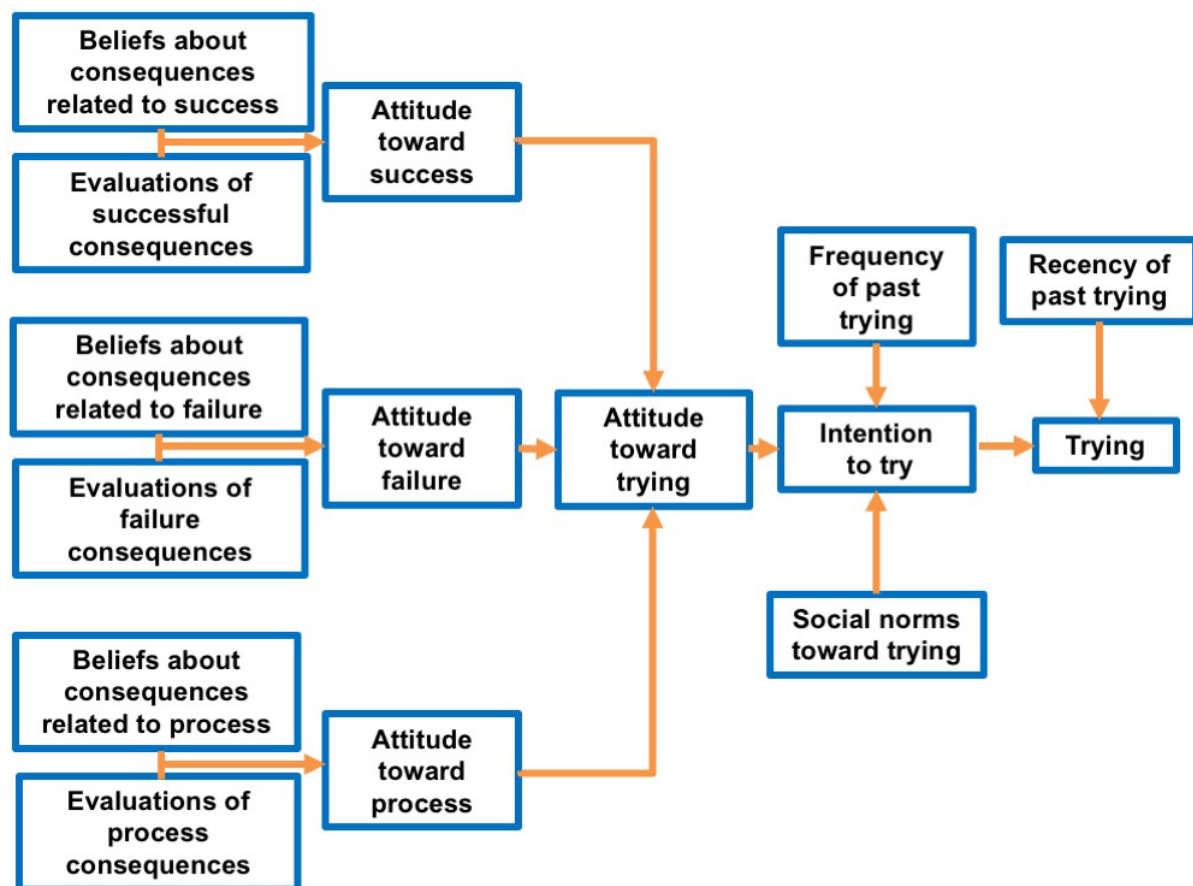 Beliefs about
consequences
related to success
Evaluations of
successful
consequences
Attitude
toward
success
Beliefs about
consequences
related to failure
Evaluations of
failure
consequences
Attitude
toward
failure
Beliefs about
consequences
related to process
Evaluations of
process
consequences
Attitude
toward
process
Attitude
toward
trying
Frequency
of past
trying
Intention
to try
Social norms
toward trying
Recency of
past trying
Trying